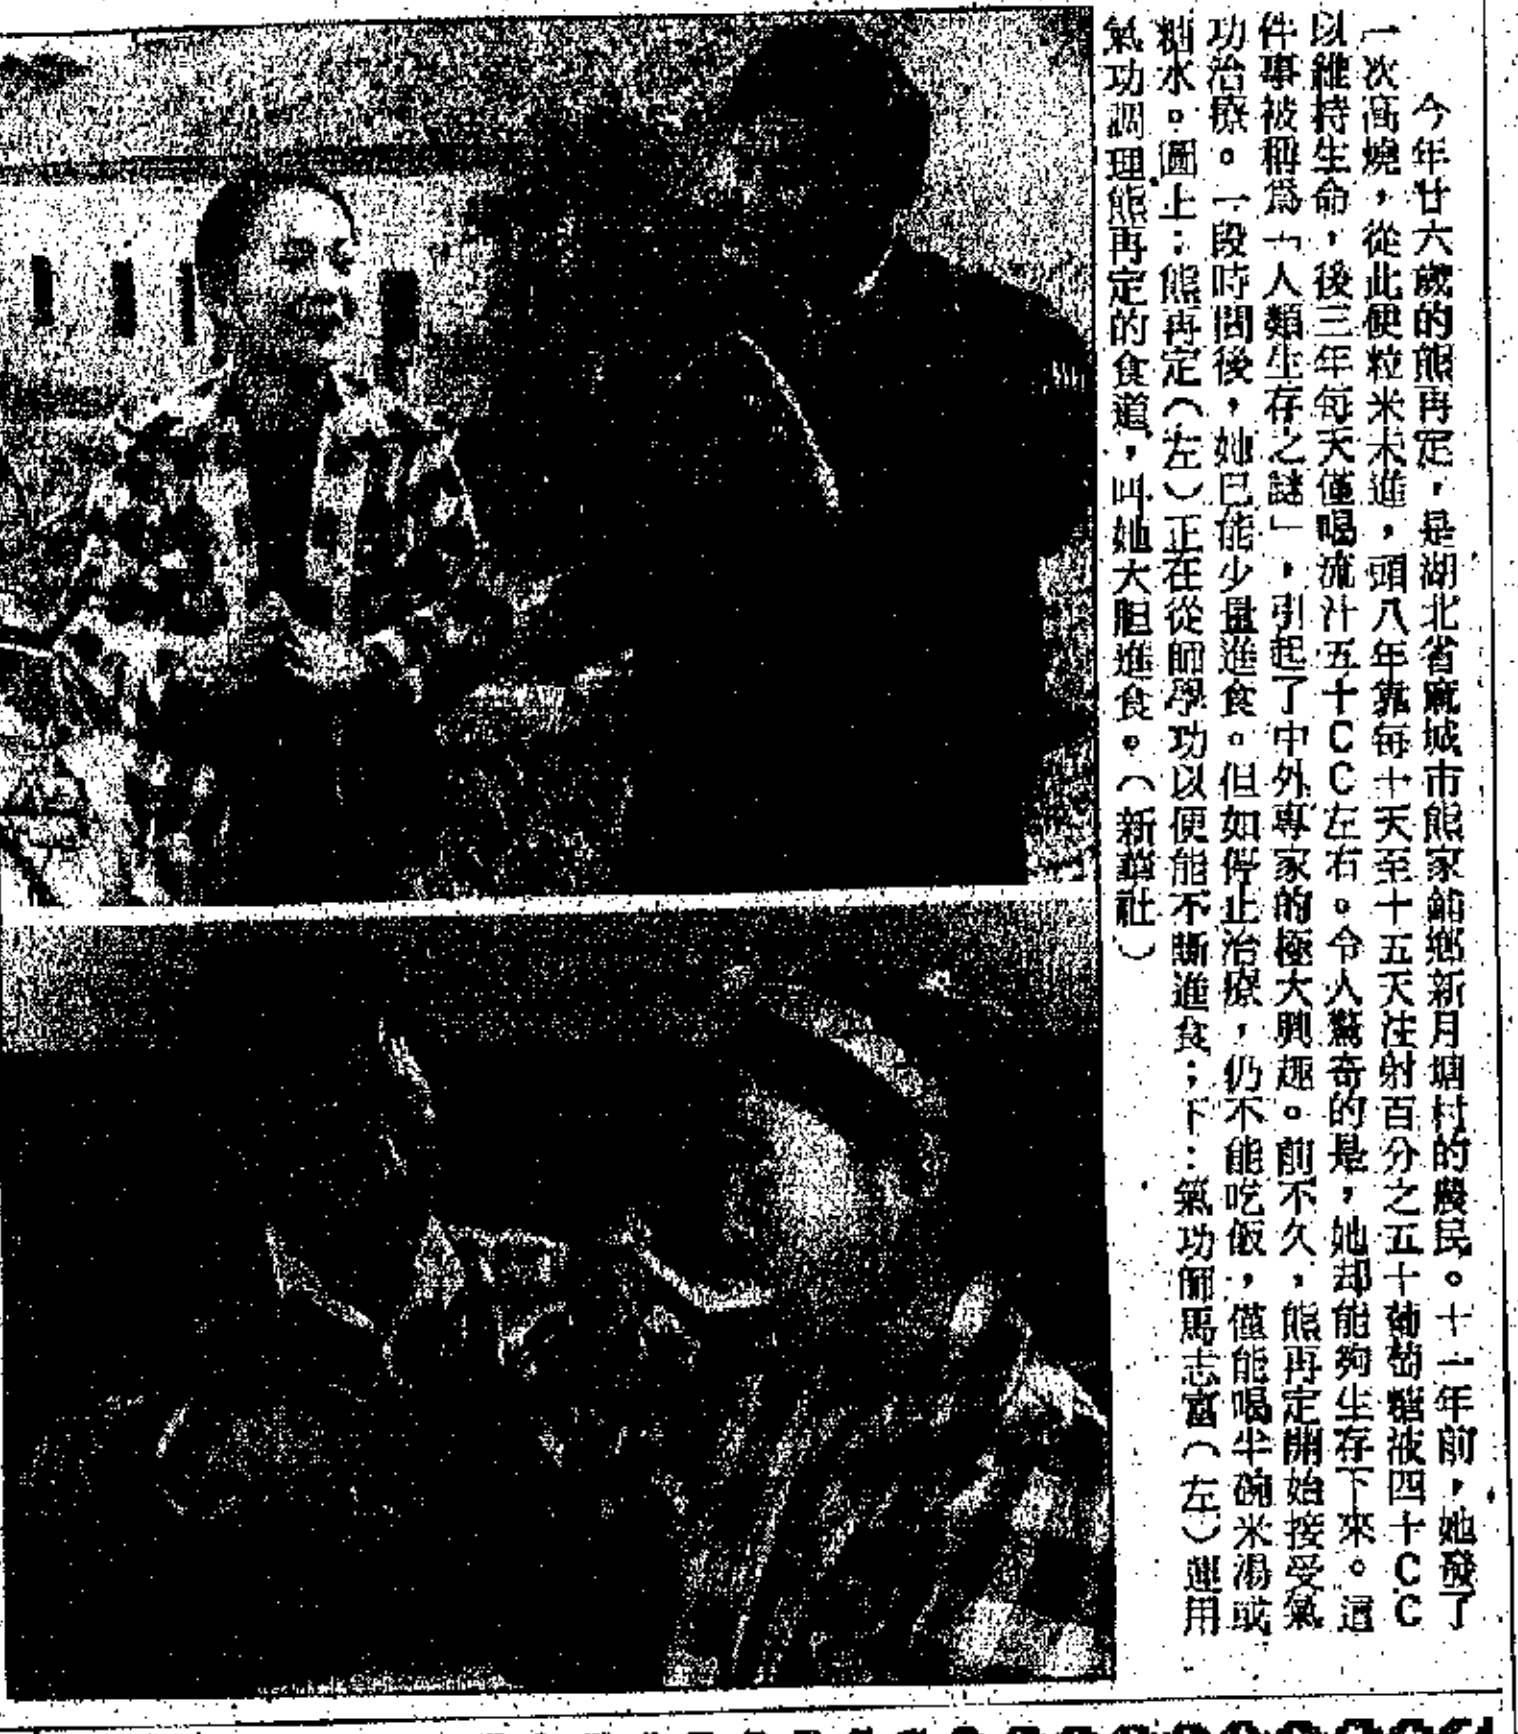 今年廿六歲的熊再定，是湖北省麻城市熊家舖鄉新月塘村的農民。十一年前，她發了
一次高燒，從此便粒米未進，頭八年靠每十天至十五天注射百分之五十葡萄糖液四十CC
以維持生命，後三年每天僅喝流汁五十CC左右。令人驚奇的是，她却能夠生存下來。這
件事被稱爲「人類生存之謎」，引起了中外專家的極大興趣。前不久，熊再定開始接受氣
功治療。一段時間後，她已能少量進食。但如停止治療，仍不能吃飯，僅能喝半碗米湯或
糖水。圖上：熊再定（左）正在從師學功以便能不斷進食；下：氣功師馬志富（左）運用
氣功調理熊再定的食道，叫她大胆進食。（新華社）